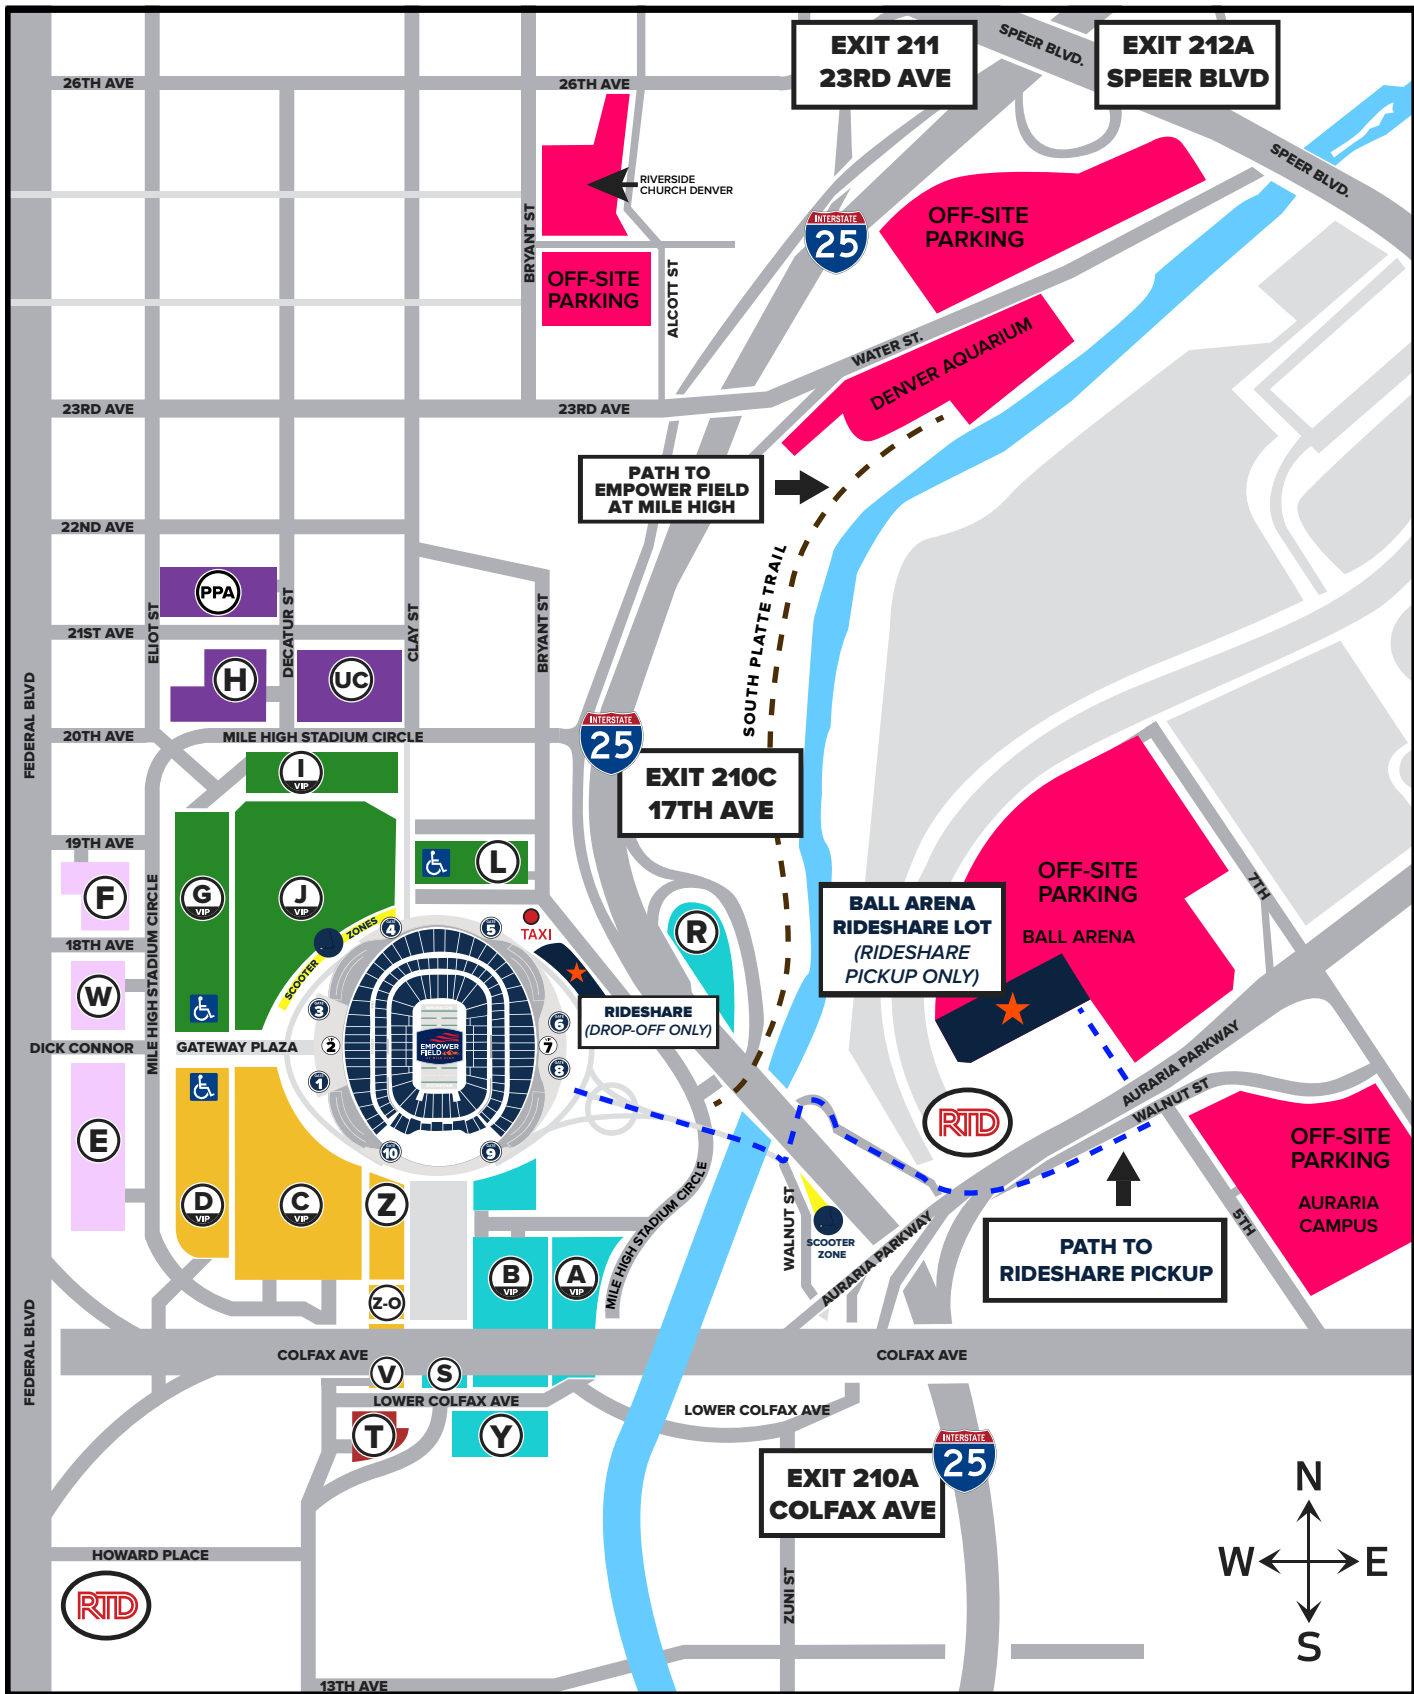 EXIT 211
23RD AVE
EXIT 212A
SPEER BLVD
SPEER BLVD.
SPEER BLVD.
26TH AVE
26TH AVE
RIVERSIDE
CHURCH DENVER
BRYANT ST
OFF-SITE
PARKING
ALCOTT ST
INTERSTATE
25
OFF-SITE
PARKING
WATER ST.
DENVER AQUARIUM
23RD AVE
23RD AVE
PATH TO
EMPOWER FIELD
AT MILE HIGH
22ND AVE
SOUTH PLATTE TRAIL
PPA
ELIOT ST
DECATUR ST
CLAY ST
BRYANT ST
21ST AVE
H
UC
FEDERAL BLVD
20TH AVE
MILE HIGH STADIUM CIRCLE
INTERSTATE
25
EXIT 210C
17TH AVE
I
VIP
19TH AVE
L
F
G
VIP
J
VIP
MILE HIGH STADIUM CIRCLE
OFF-SITE
PARKING
BALL ARENA
7TH
BALL ARENA
RIDESHARE LOT
(RIDESHARE
PICKUP ONLY)
18TH AVE
SCOOTER
ZONES
4
5
TAXI
R
W
3
RIDESHARE
(DROP-OFF ONLY)
6
DICK CONNOR
GATEWAY PLAZA
2
EMPOWER
FIELD
7
8
1
AURARIA PARKWAY
WALNUT ST
RTD
E
10
9
OFF-SITE
PARKING
AURARIA
CAMPUS
D
VIP
C
VIP
Z
MILE HIGH STADIUM CIRCLE
WALNUT ST
SCOOTER
ZONE
AURARIA PARKWAY
5TH
PATH TO
RIDESHARE PICKUP
B
VIP
A
VIP
Z-O
FEDERAL BLVD
COLFAX AVE
COLFAX AVE
V
S
LOWER COLFAX AVE
LOWER COLFAX AVE
T
Y
INTERSTATE
25
EXIT 210A
COLFAX AVE
N
W
E
S
HOWARD PLACE
RTD
ZUNI ST
13TH AVE